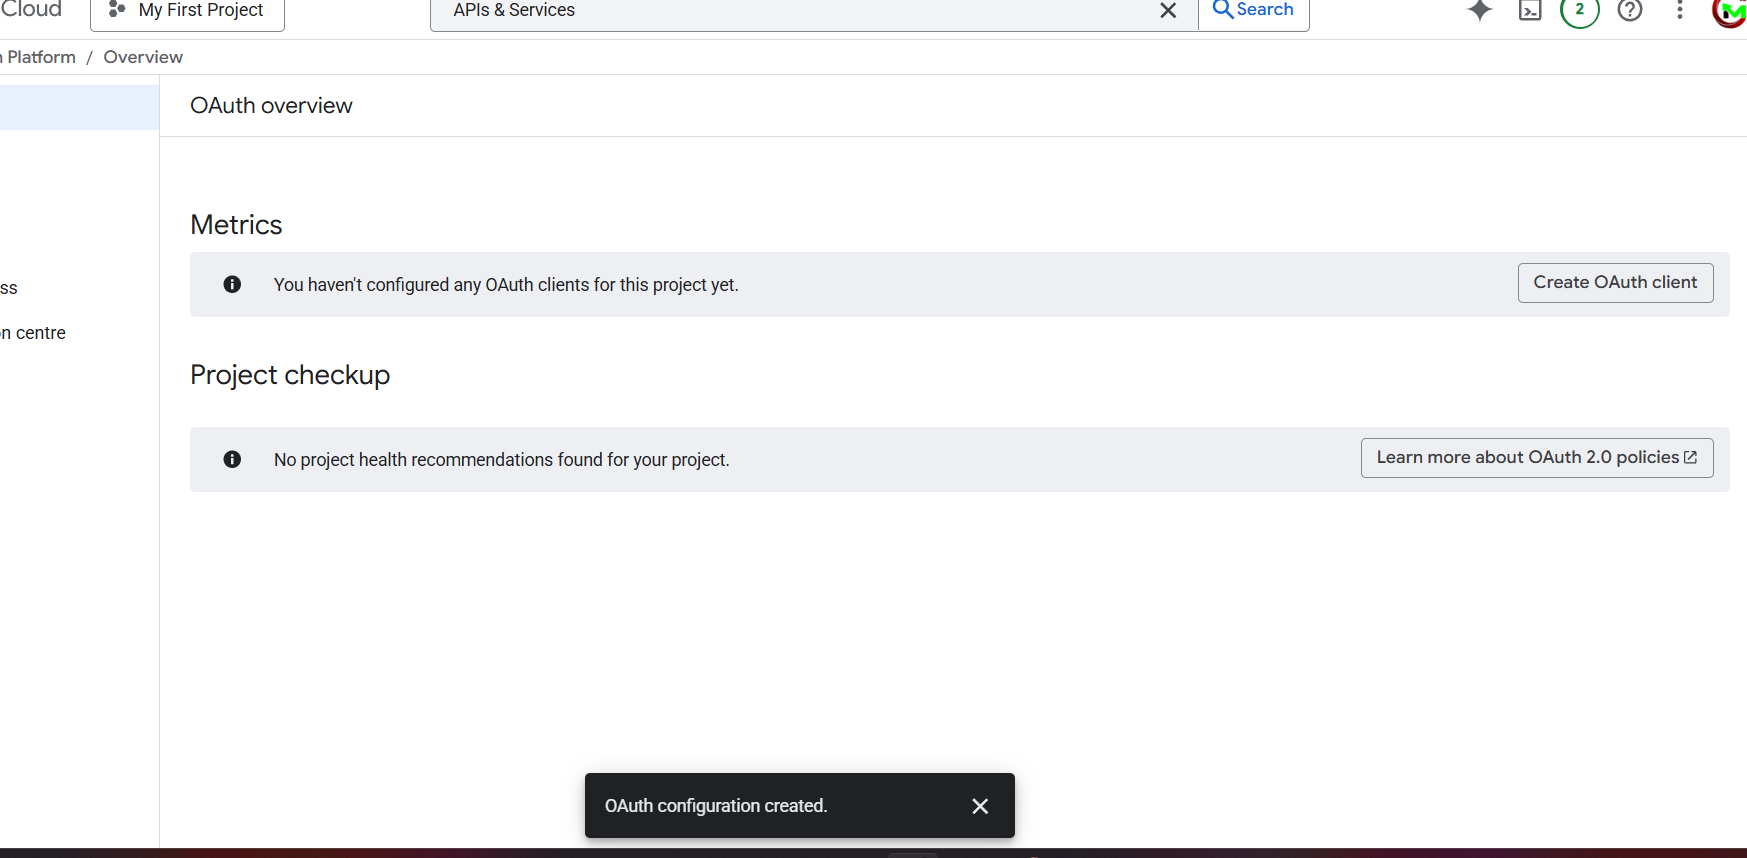 Cloud
My First Project
APIs & Services
Search
2
Platform / Overview
OAuth overview
Metrics
ss
You haven't configured any OAuth clients for this project yet.
Create OAuth client
n centre
Project checkup
No project health recommendations found for your project.
Learn more about OAuth 2.0 policies
OAuth configuration created.